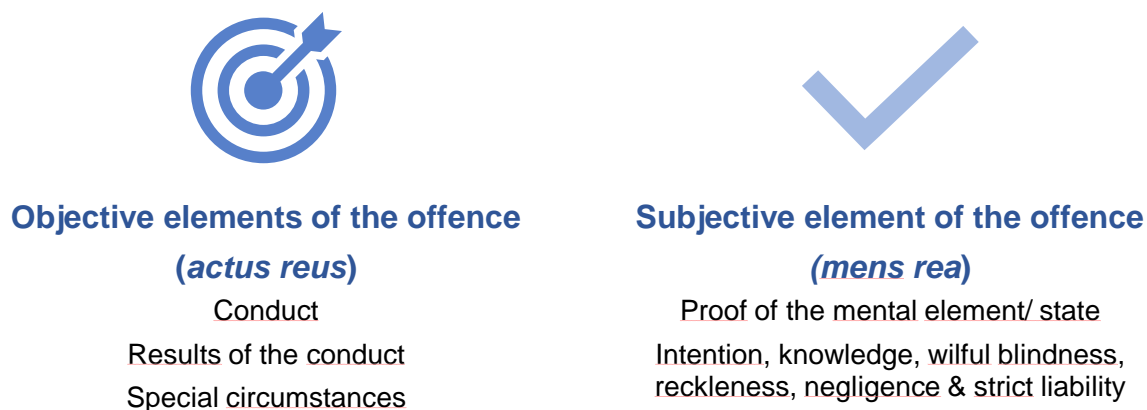 Objective elements of the offence
(actus reus)
Conduct
Results of the conduct
Special circumstances
Subjective element of the offence
(mens rea)
Proof of the mental element/ state
Intention, knowledge, wilful blindness,
reckleness, negligence & strict liability